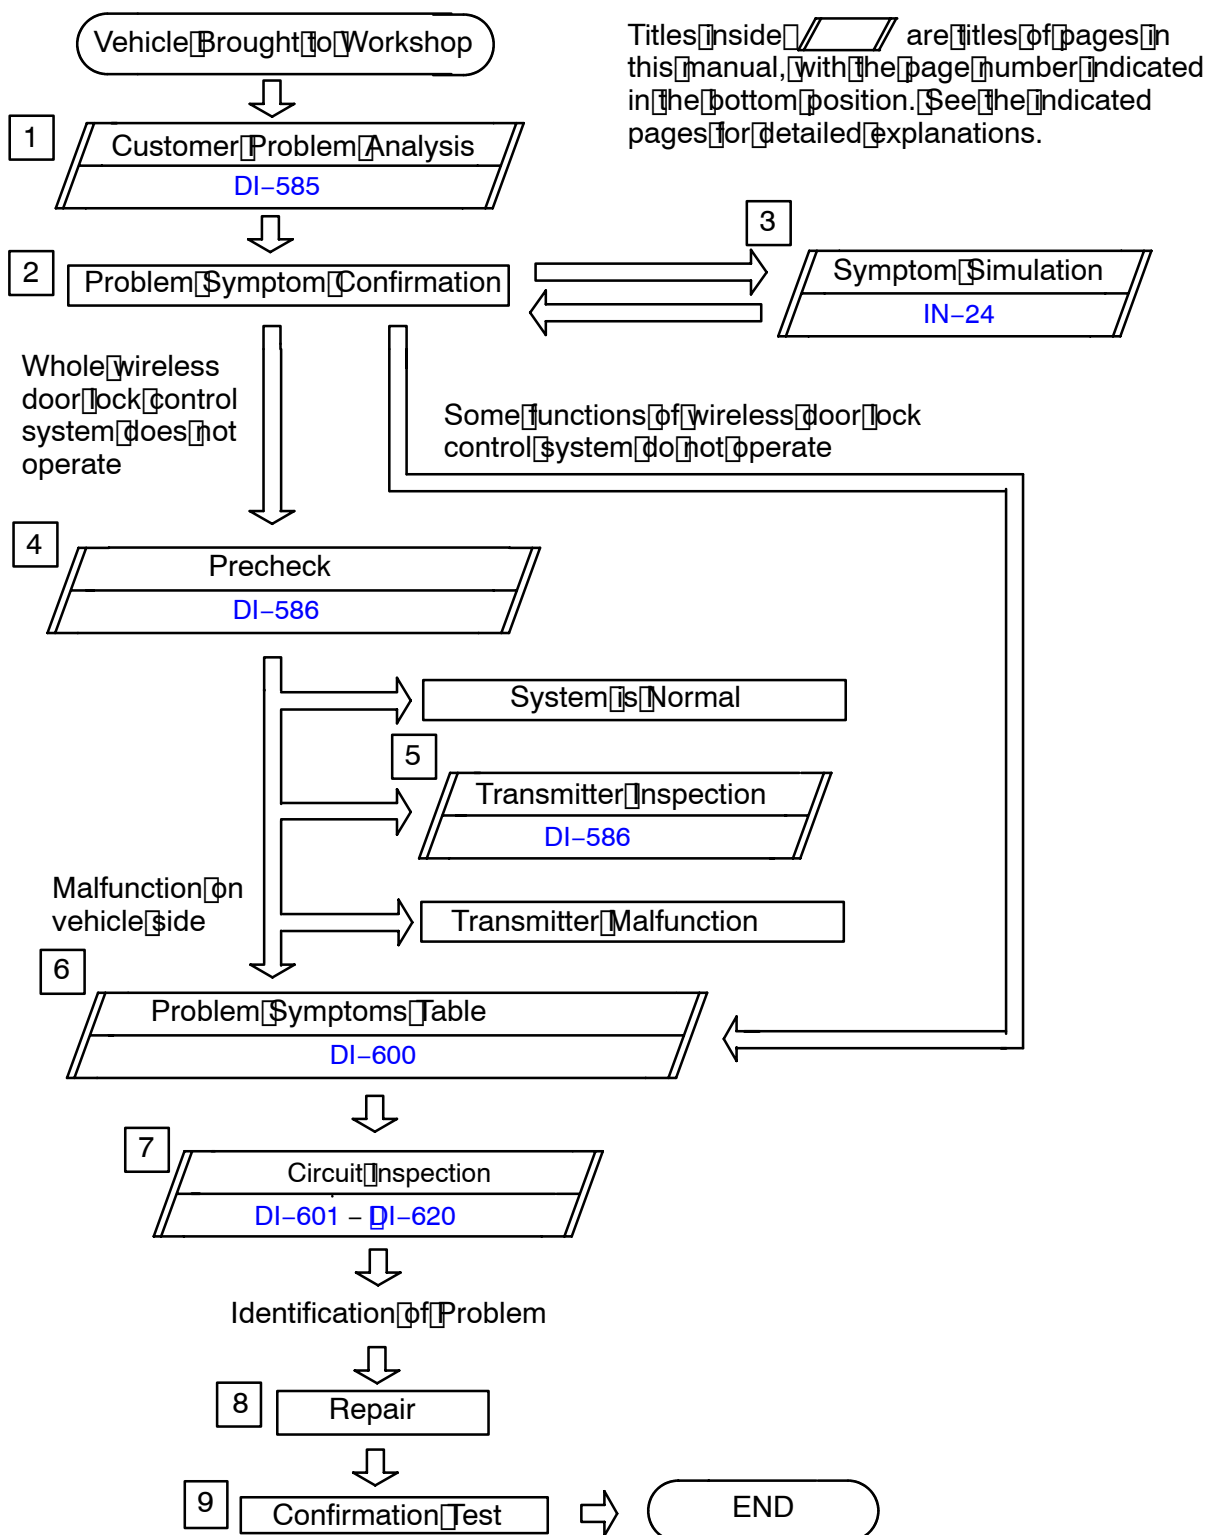 Vehicle Brought to Workshop
Titles inside are titles of pages in
this manual, with the page number indicated
in the bottom position. See the indicated
pages for detailed explanations.
1
Customer Problem Analysis
DI–585
2
Problem Symptom Confirmation
3
Symptom Simulation
IN–24
Whole wireless
door lock control
system does not
operate
Some functions of wireless door lock
control system do not operate
4
Precheck
DI–586
System is Normal
5
Transmitter Inspection
DI–586
Malfunction on
vehicle side
Transmitter Malfunction
6
Problem Symptoms Table
DI–600
7
Circuit Inspection
DI–601 – DI–620
Identification of Problem
8
Repair
9
Confirmation Test
END